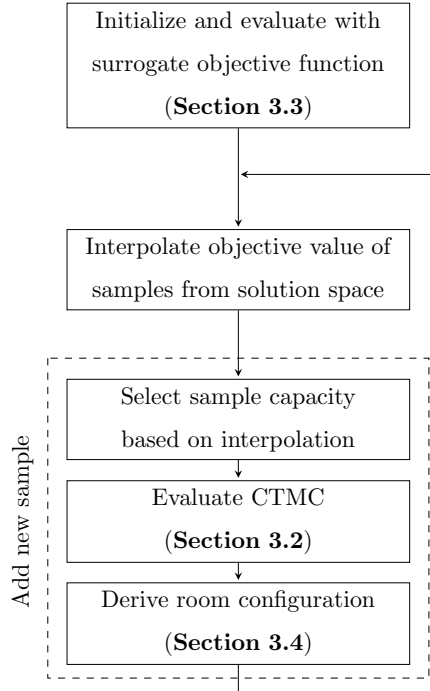 Initialize and evaluate with
surrogate objective function
(Section 3.3)
Interpolate objective value of
samples from solution space
Add new sample
Select sample capacity
based on interpolation
Evaluate CTMC
(Section 3.2)
Derive room configuration
(Section 3.4)